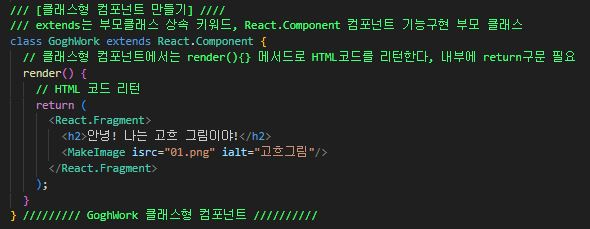 /// [클래스형 컴포넌트 만들기] ////
/// extends는 부모클래스 상속 키워드, React.Component 컴포넌트 기능구현 부모 클래스
class GoghWork extends React.Component {
// 클래스형 컴포넌트에서는 render(){} 메서드로 HTML코드를 리턴한다, 내부에 return구문 필요
render() {
// HTML 코드 리턴
return (
<React.Fragment>
<h2>안녕! 나는 고흐 그림이야!</h2>
<MakeImage isrc="01.png" ialt="고흐그림"/>
</React.Fragment>
);
}
} ///////// GoghWork 클래스형 컴포넌트 //////////